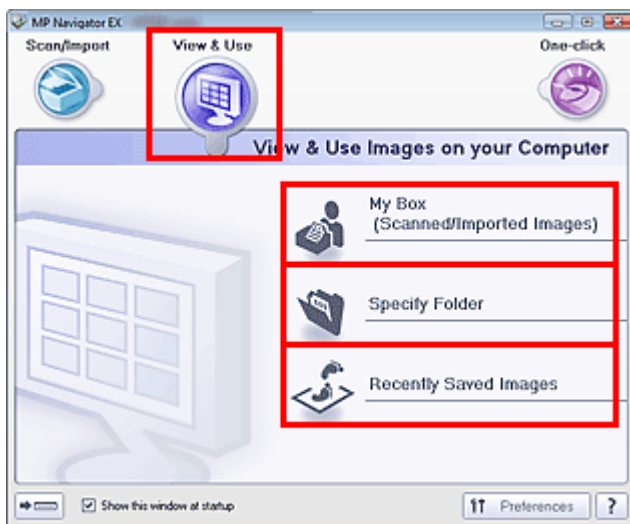 MP Navigator EX
Scan/Import
View & Use
One-click
View & Use Images on your Computer
My Box
(Scanned/Imported Images)
Specify Folder
Recently Saved Images
Show this window at startup
Preferences
?